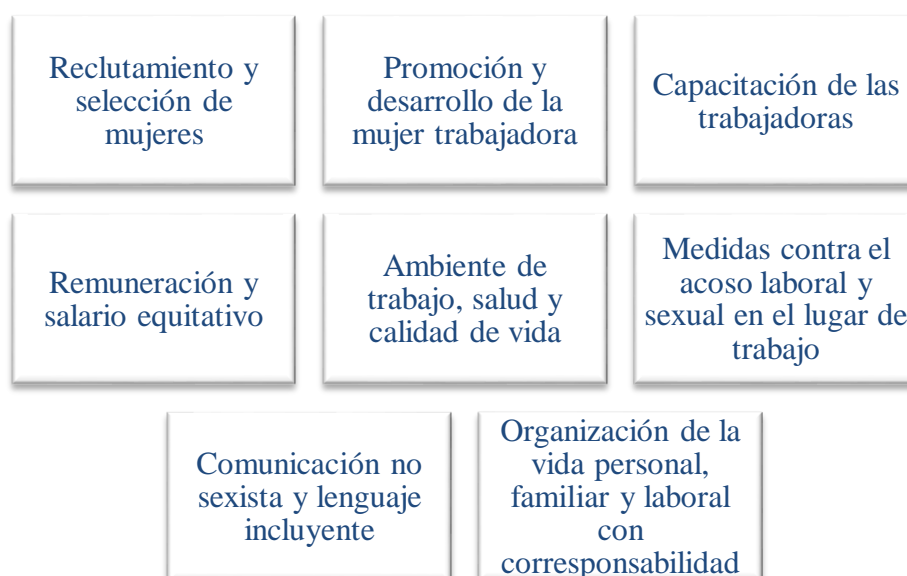 Reclutamiento y
selección de
mujeres
Promoción y
desarrollo de la
mujer trabajadora
Capacitación de las
trabajadoras
Remuneración y
salario equitativo
Ambiente de
trabajo, salud y
calidad de vida
Medidas contra el
acoso laboral y
sexual en el lugar de
trabajo
Comunicación no
sexista y lenguaje
incluyente
Organización de la
vida personal,
familiar y laboral
con
corresponsabilidad